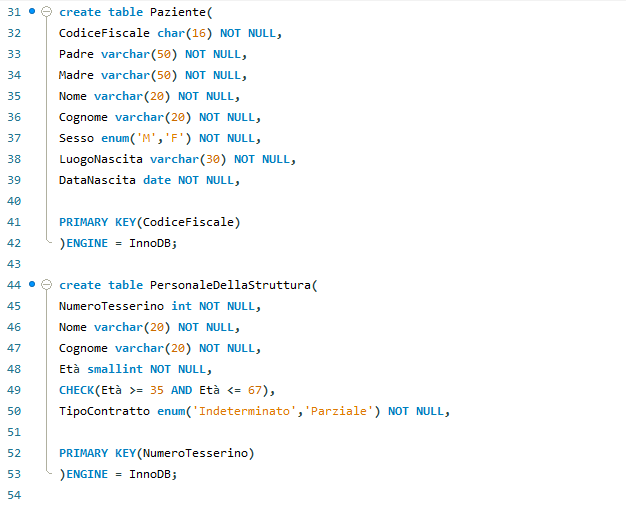 31 create table Paziente(
32 CodiceFiscale char(16) NOT NULL,
33 Padre varchar(50) NOT NULL,
34 Madre varchar(50) NOT NULL,
35 Nome varchar(20) NOT NULL,
36 Cognome varchar(20) NOT NULL,
37 Sesso enum('M','F') NOT NULL,
38 LuogoNascita varchar(30) NOT NULL,
39 DataNascita date NOT NULL,
40
41 PRIMARY KEY(CodiceFiscale)
42 )ENGINE = InnoDB;
43
44 create table PersonaleDellaStruttura(
45 NumeroTesserino int NOT NULL,
46 Nome varchar(20) NOT NULL,
47 Cognome varchar(20) NOT NULL,
48 Età smallint NOT NULL,
49 CHECK(Età >= 35 AND Età <= 67),
50 TipoContratto enum('Indeterminato','Parziale') NOT NULL,
51
52 PRIMARY KEY(NumeroTesserino)
53 )ENGINE = InnoDB;
54